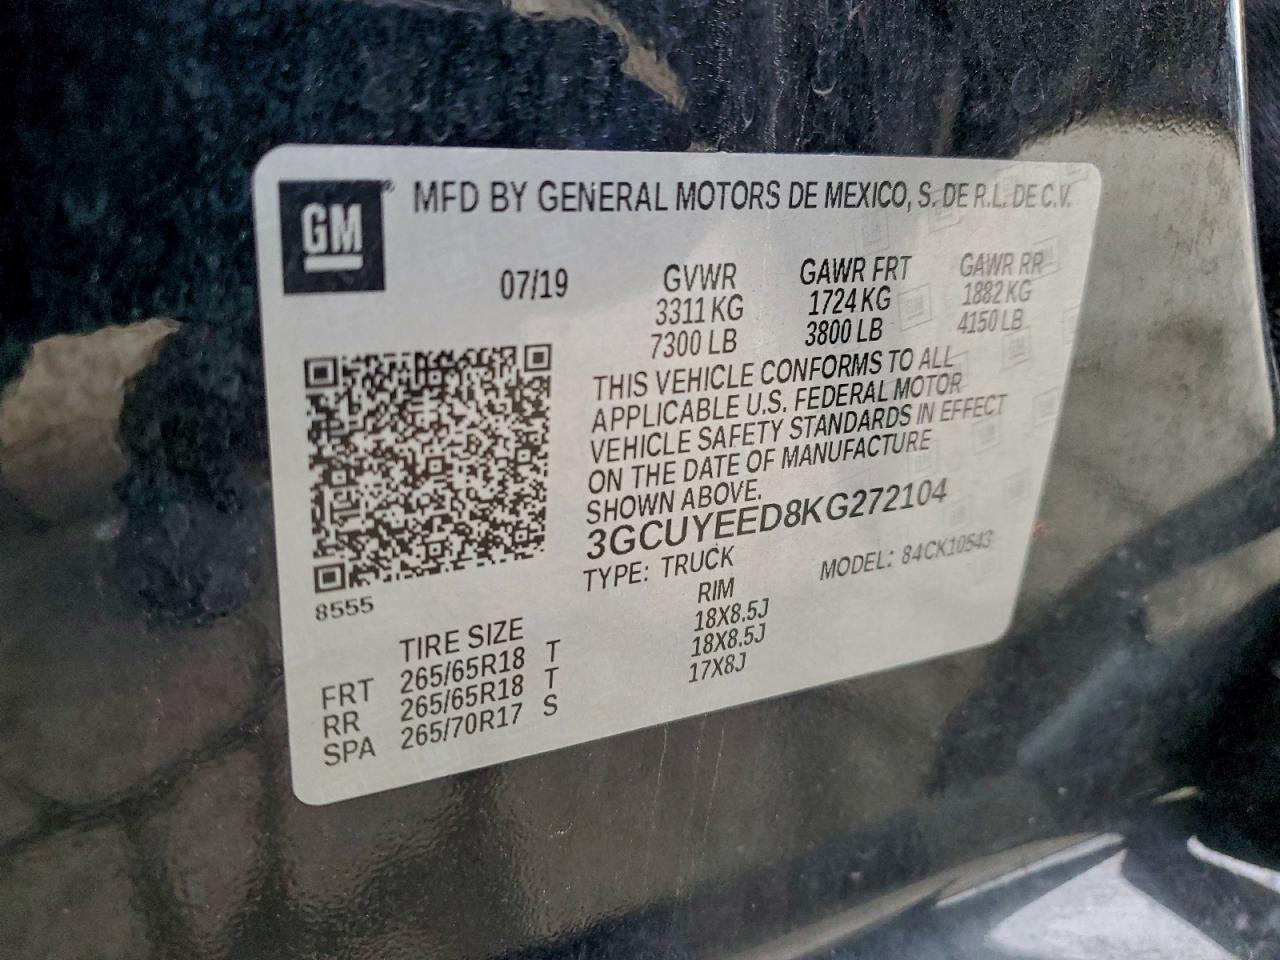 GM ® MFD BY GENERAL MOTORS DE MEXICO, S. DE R.L. DE C.V.
07/19 GVWR GAWR FRT GAWR RR
3311 KG 1724 KG 1882 KG
7300 LB 3800 LB 4150 LB
THIS VEHICLE CONFORMS TO ALL
APPLICABLE U.S. FEDERAL MOTOR
VEHICLE SAFETY STANDARDS IN EFFECT
ON THE DATE OF MANUFACTURE
SHOWN ABOVE.
3GCUYEED8KG272104
TYPE: TRUCK MODEL: 84CK10543
8555
TIRE SIZE RIM
FRT 265/65R18 T 18X8.5J
RR 265/65R18 T 18X8.5J
SPA 265/70R17 S 17X8J